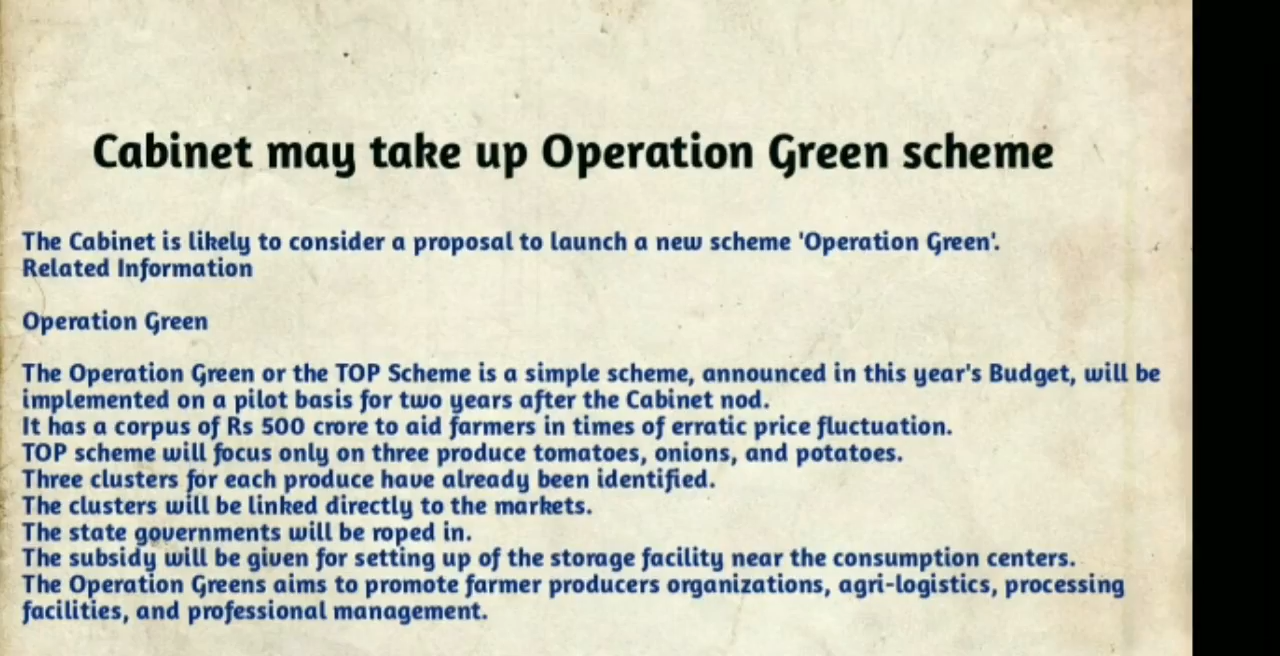 Cabinet may take up Operation Green scheme
The Cabinet is likely to consider a proposal to launch a new scheme 'Operation Green'.
Related Information
Operation Green
The Operation Green or the TOP Scheme is a simple scheme, announced in this year's Budget, will be
implemented on a pilot basis for two years after the Cabinet nod.
It has a corpus of Rs 500 crore to aid farmers in times of erratic price fluctuation.
TOP scheme will focus only on three produce tomatoes, onions, and potatoes.
Three clusters for each produce have already been identified.
The clusters will be linked directly to the markets.
The state governments will be roped in.
The subsidy will be given for setting up of the storage facility near the consumption centers.
The Operation Greens aims to promote farmer producers organizations, agri-logistics, processing
facilities, and professional management.